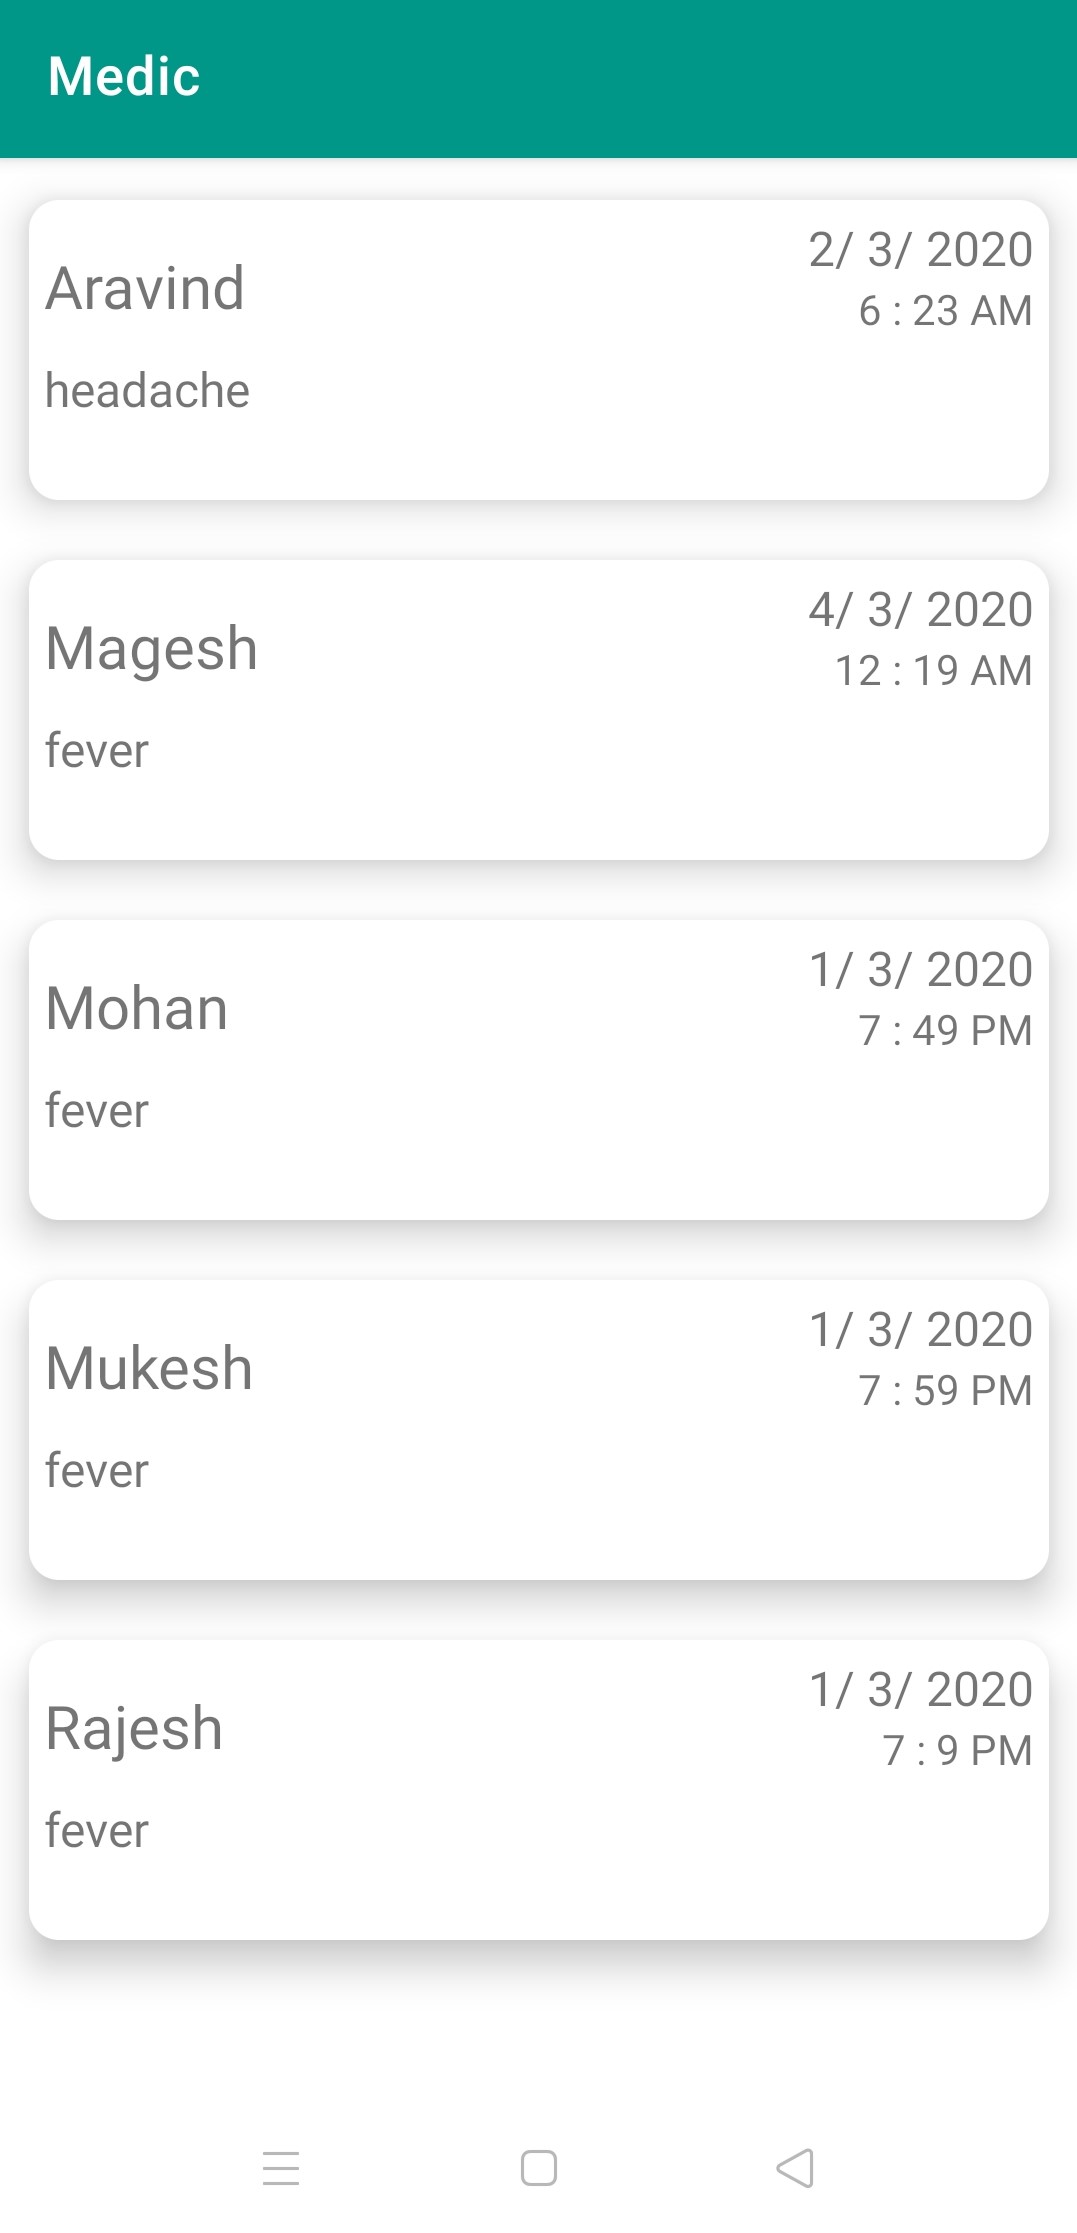 Medic
Aravind
2/ 3/ 2020
6 : 23 AM
headache
Magesh
4/ 3/ 2020
12 : 19 AM
fever
Mohan
1/ 3/ 2020
7 : 49 PM
fever
Mukesh
1/ 3/ 2020
7 : 59 PM
fever
Rajesh
1/ 3/ 2020
7 : 9 PM
fever